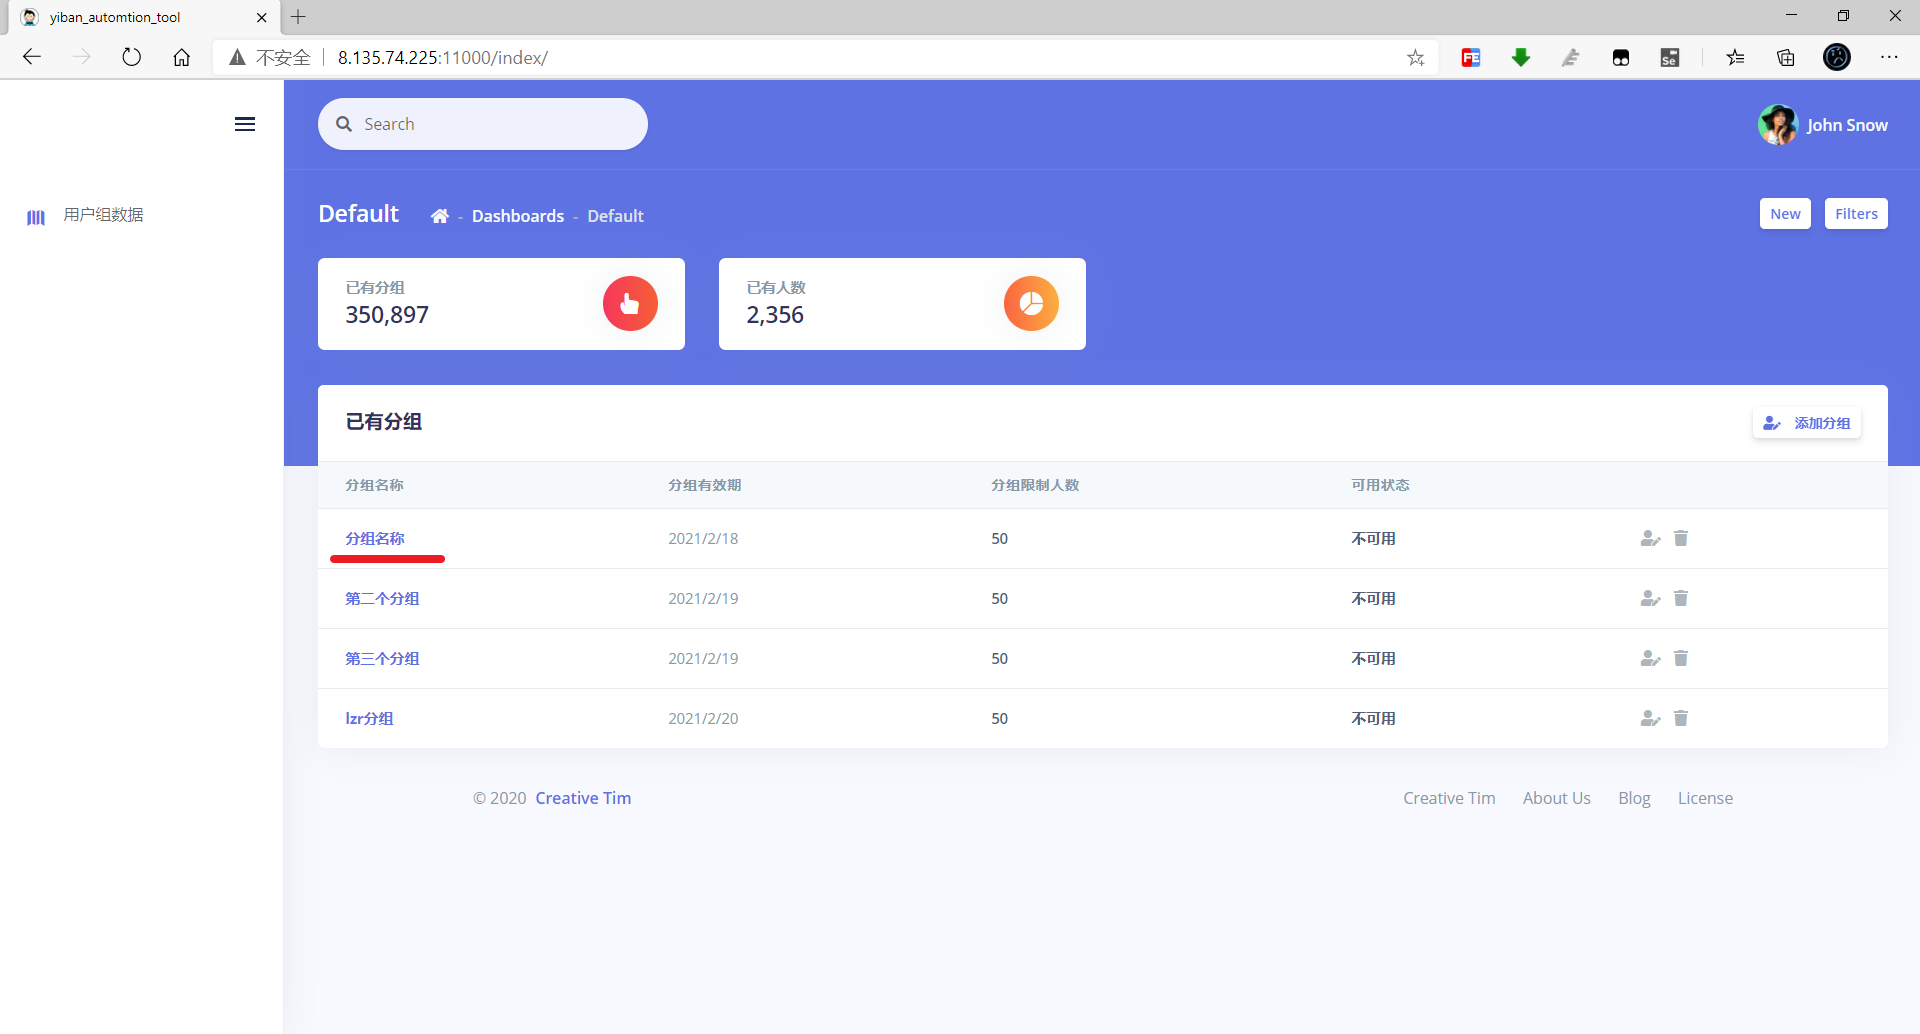 yiban_automtion_tool
不安全 8.135.74.225:11000/index/
Search
John Snow
用户组数据
Default - Dashboards - Default
New Filters
已有分组
350,897
已有人数
2,356
已有分组
添加分组
分组名称 分组有效期 分组限制人数 可用状态
分组名称 2021/2/18 50 不可用
第二个分组 2021/2/19 50 不可用
第三个分组 2021/2/19 50 不可用
lzr分组 2021/2/20 50 不可用
© 2020 Creative Tim
Creative Tim About Us Blog License